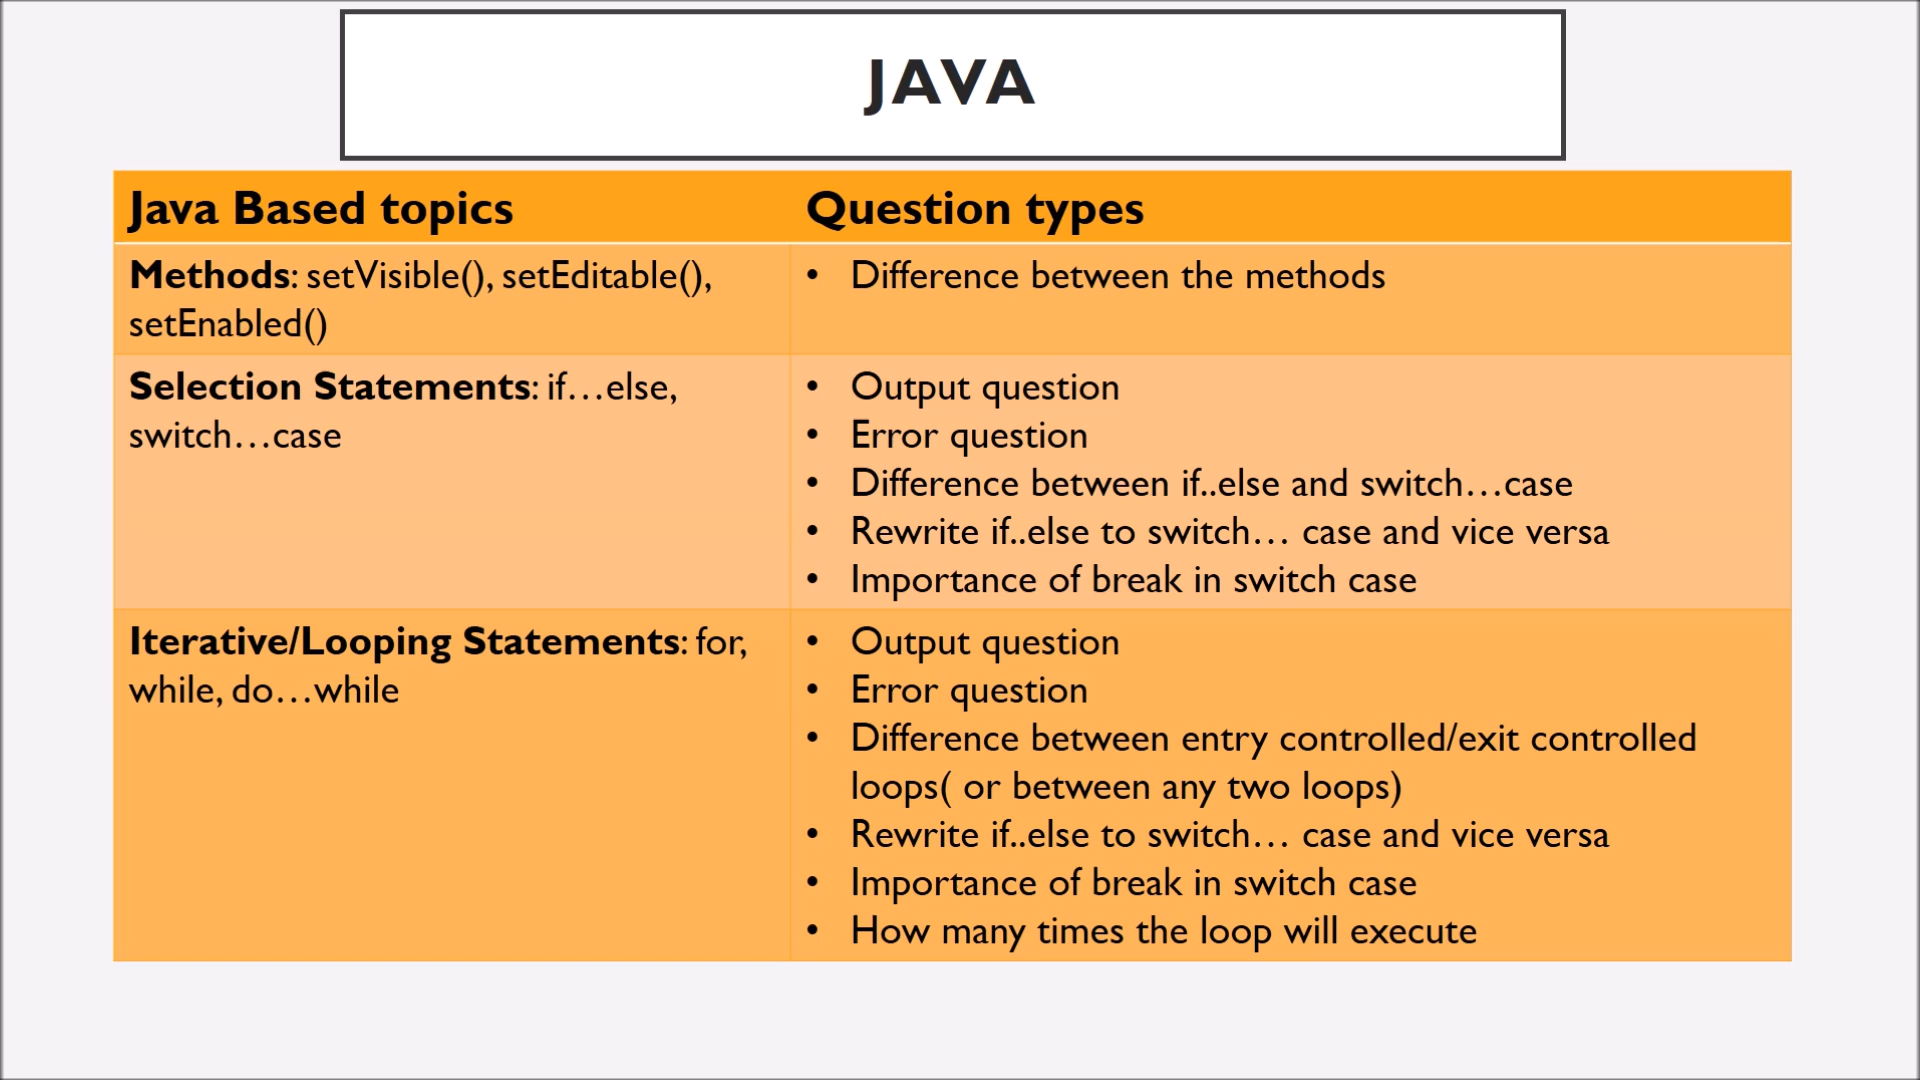 JAVA
Java Based topics
Question types
Methods: setVisible(), setEditable(),
setEnabled()
• Difference between the methods
Selection Statements: if…else,
switch…case
• Output question
• Error question
• Difference between if..else and switch…case
• Rewrite if..else to switch… case and vice versa
• Importance of break in switch case
Iterative/Looping Statements: for,
while, do…while
• Output question
• Error question
• Difference between entry controlled/exit controlled
loops( or between any two loops)
• Rewrite if..else to switch… case and vice versa
• Importance of break in switch case
• How many times the loop will execute